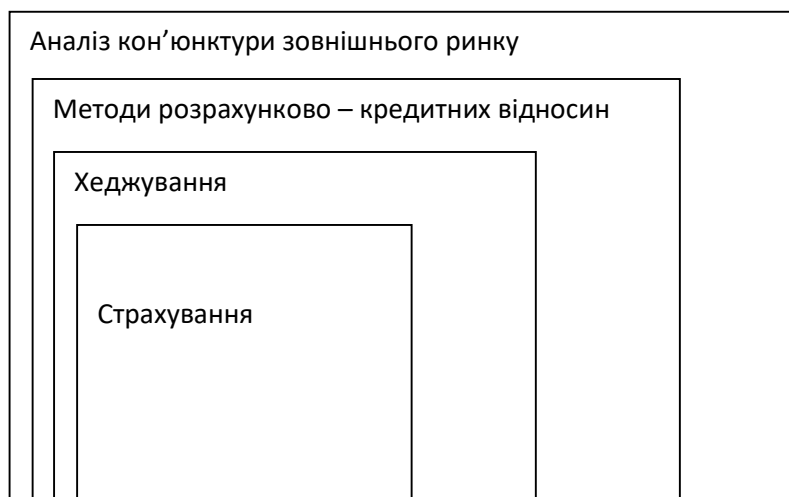 Аналіз кон’юнктури зовнішнього ринку
Методи розрахунково – кредитних відносин
Хеджування
Страхування